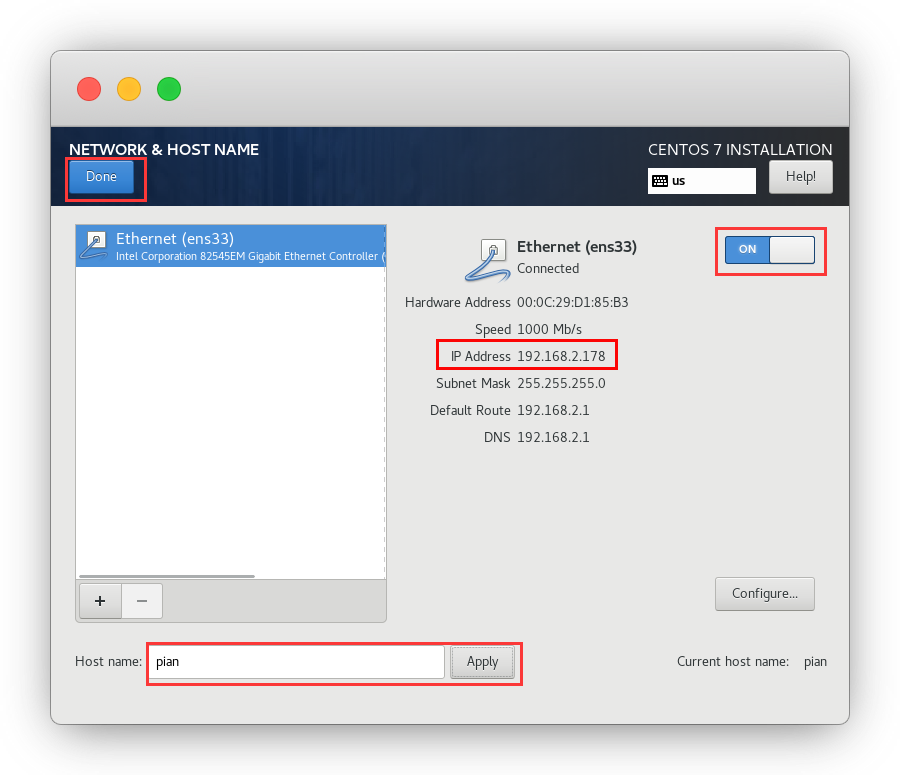 NETWORK & HOST NAME
CENTOS 7 INSTALLATION
Done
us
Help!
Ethernet (ens33)
Intel Corporation 82545EM Gigabit Ethernet Controller (
Ethernet (ens33)
Connected
ON
Hardware Address 00:0C:29:D1:85:B3
Speed 1000 Mb/s
IP Address 192.168.2.178
Subnet Mask 255.255.255.0
Default Route 192.168.2.1
DNS 192.168.2.1
+
−
Configure...
Host name: pian Apply
Current host name: pian